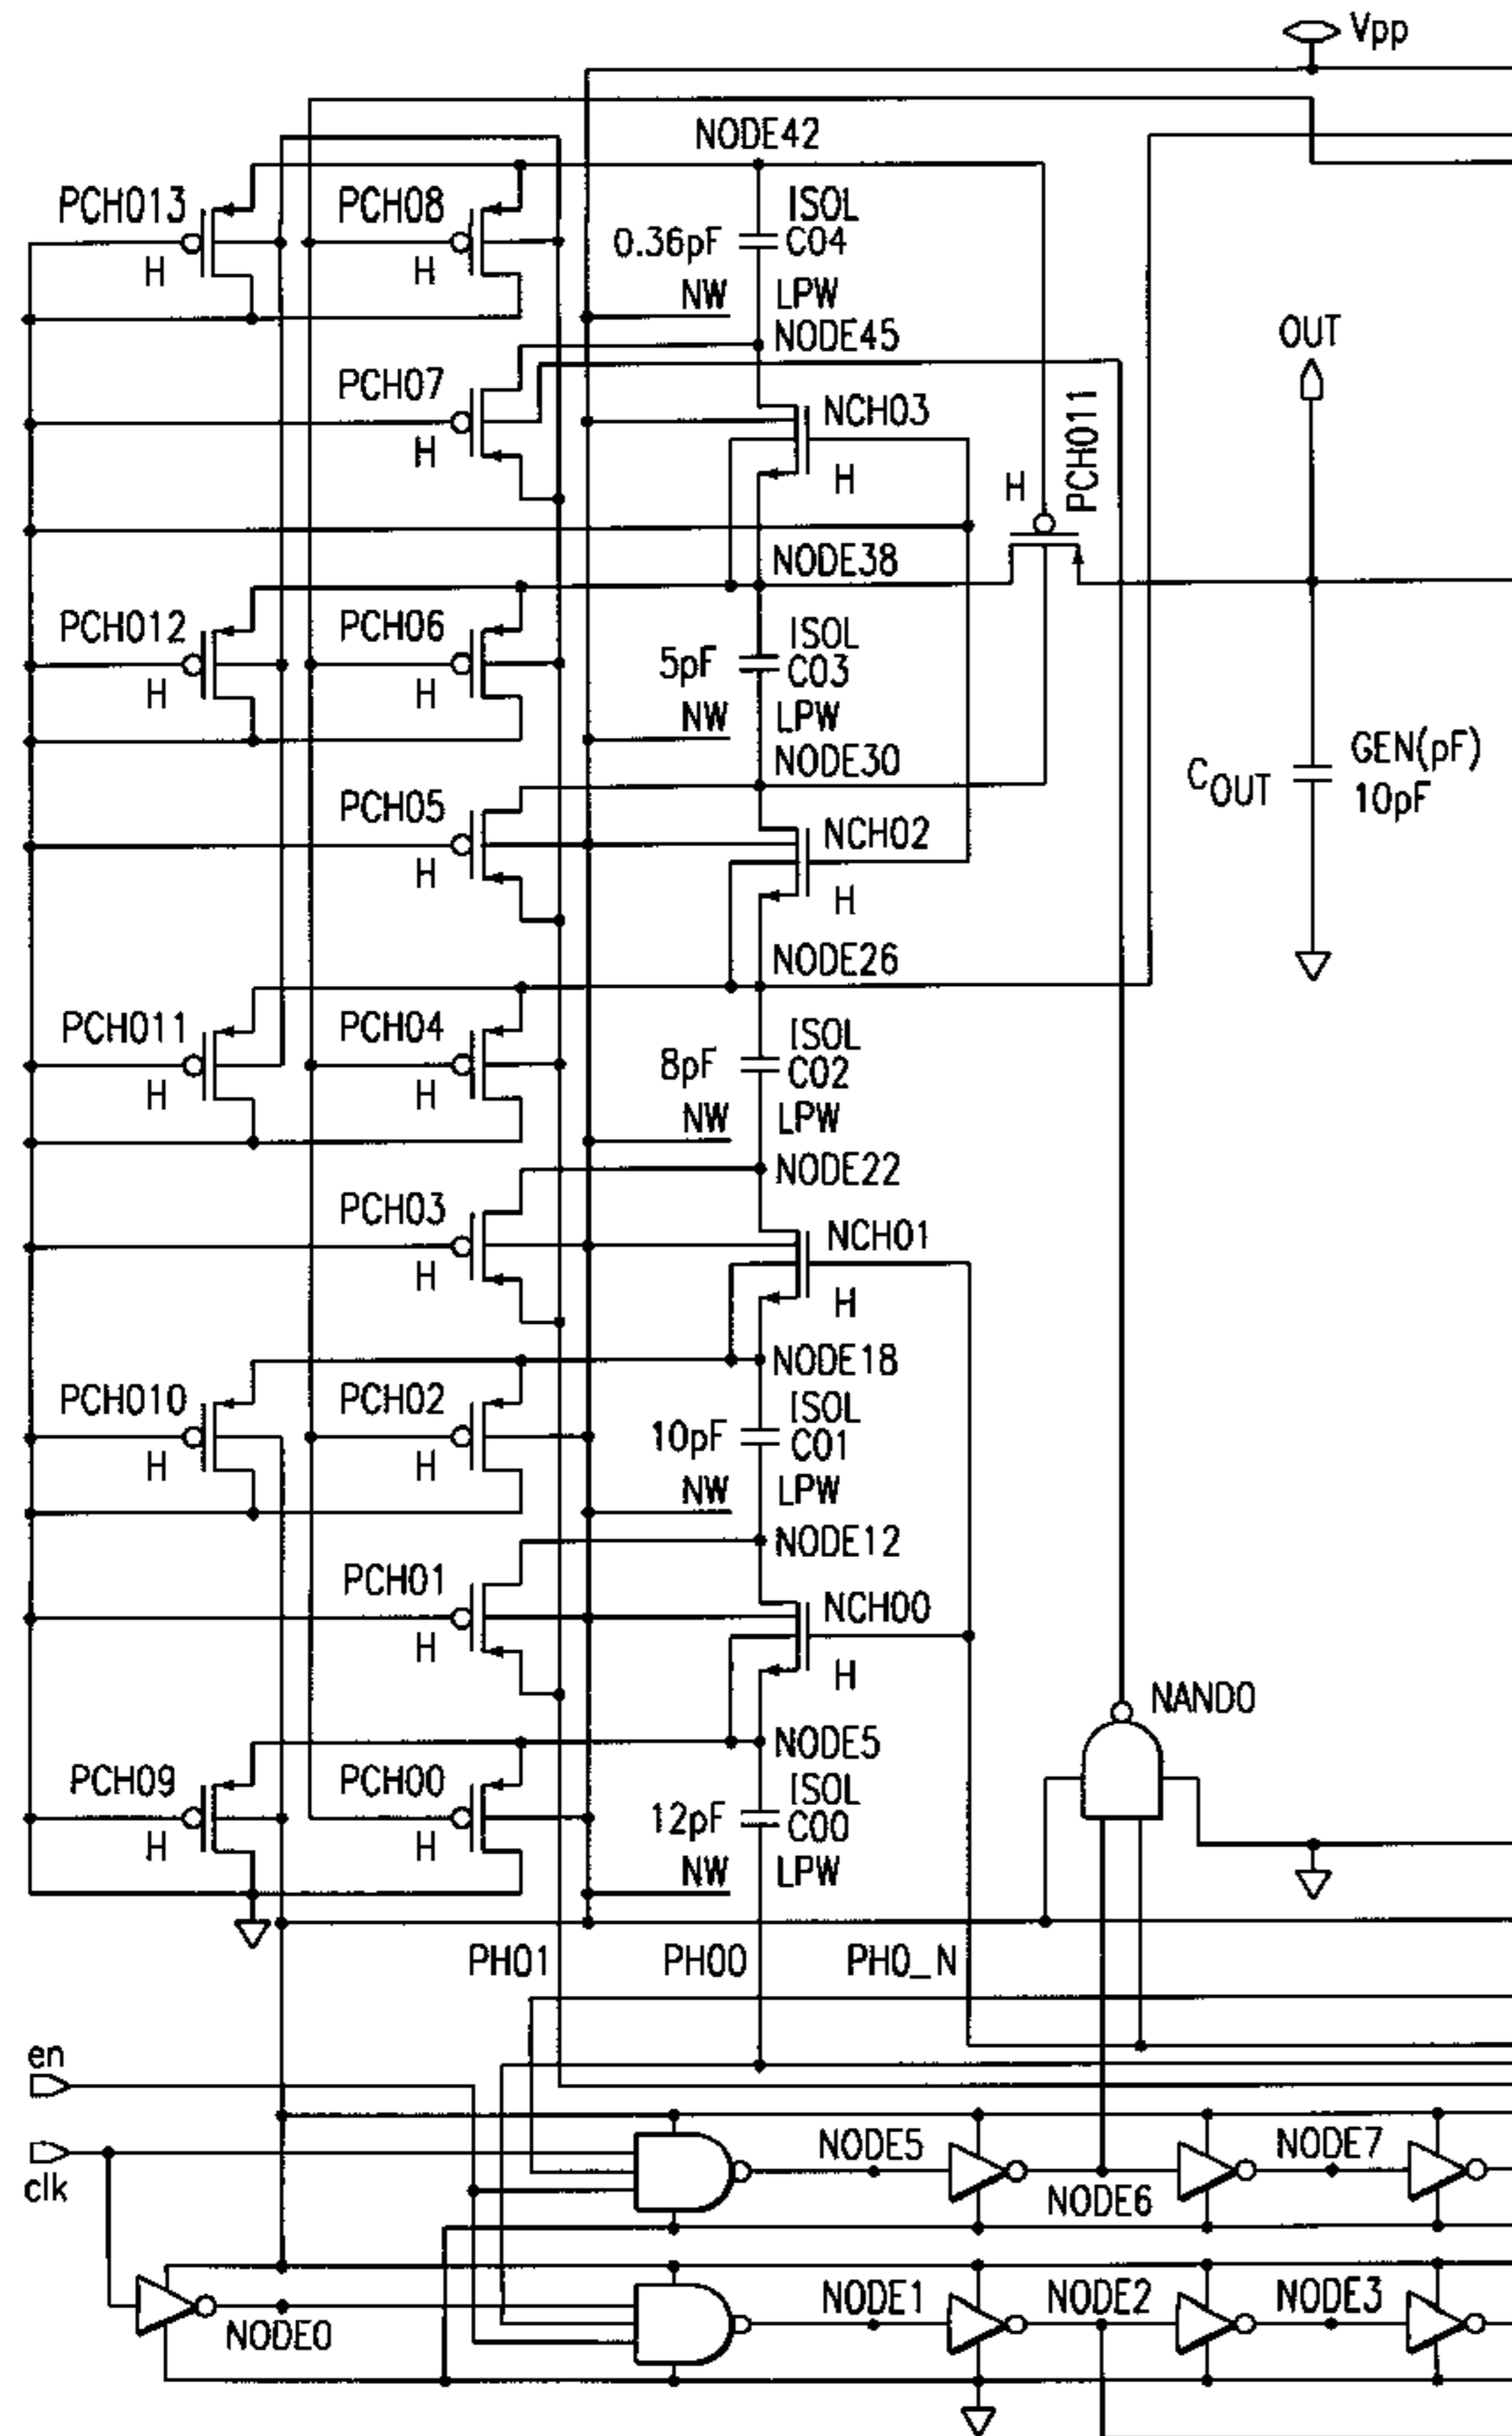 Vpp
NODE42
PCH013
PCH08
ISOL
0.36pF
C04
H
H
NW
LPW
NODE45
OUT
PCH07
NCH03
PCH011
H
H
H
NODE38
PCH012
PCH06
ISOL
5pF
C03
H
H
NW
LPW
GEN(pF)
NODE30
COUT
10pF
PCH05
NCH02
H
H
NODE26
PCH011
PCH04
ISOL
8pF
C02
H
H
NW
LPW
NODE22
PCH03
NCH01
H
H
NODE18
PCH010
PCH02
ISOL
10pF
C01
H
H
NW
LPW
NODE12
PCH01
NCH00
H
H
NAND0
NODE5
PCH09
PCH00
ISOL
12pF
C00
H
H
NW
LPW
PH01
PH00
PH0_N
en
NODE5
NODE7
clk
NODE6
NODE1
NODE2
NODE3
NODE0